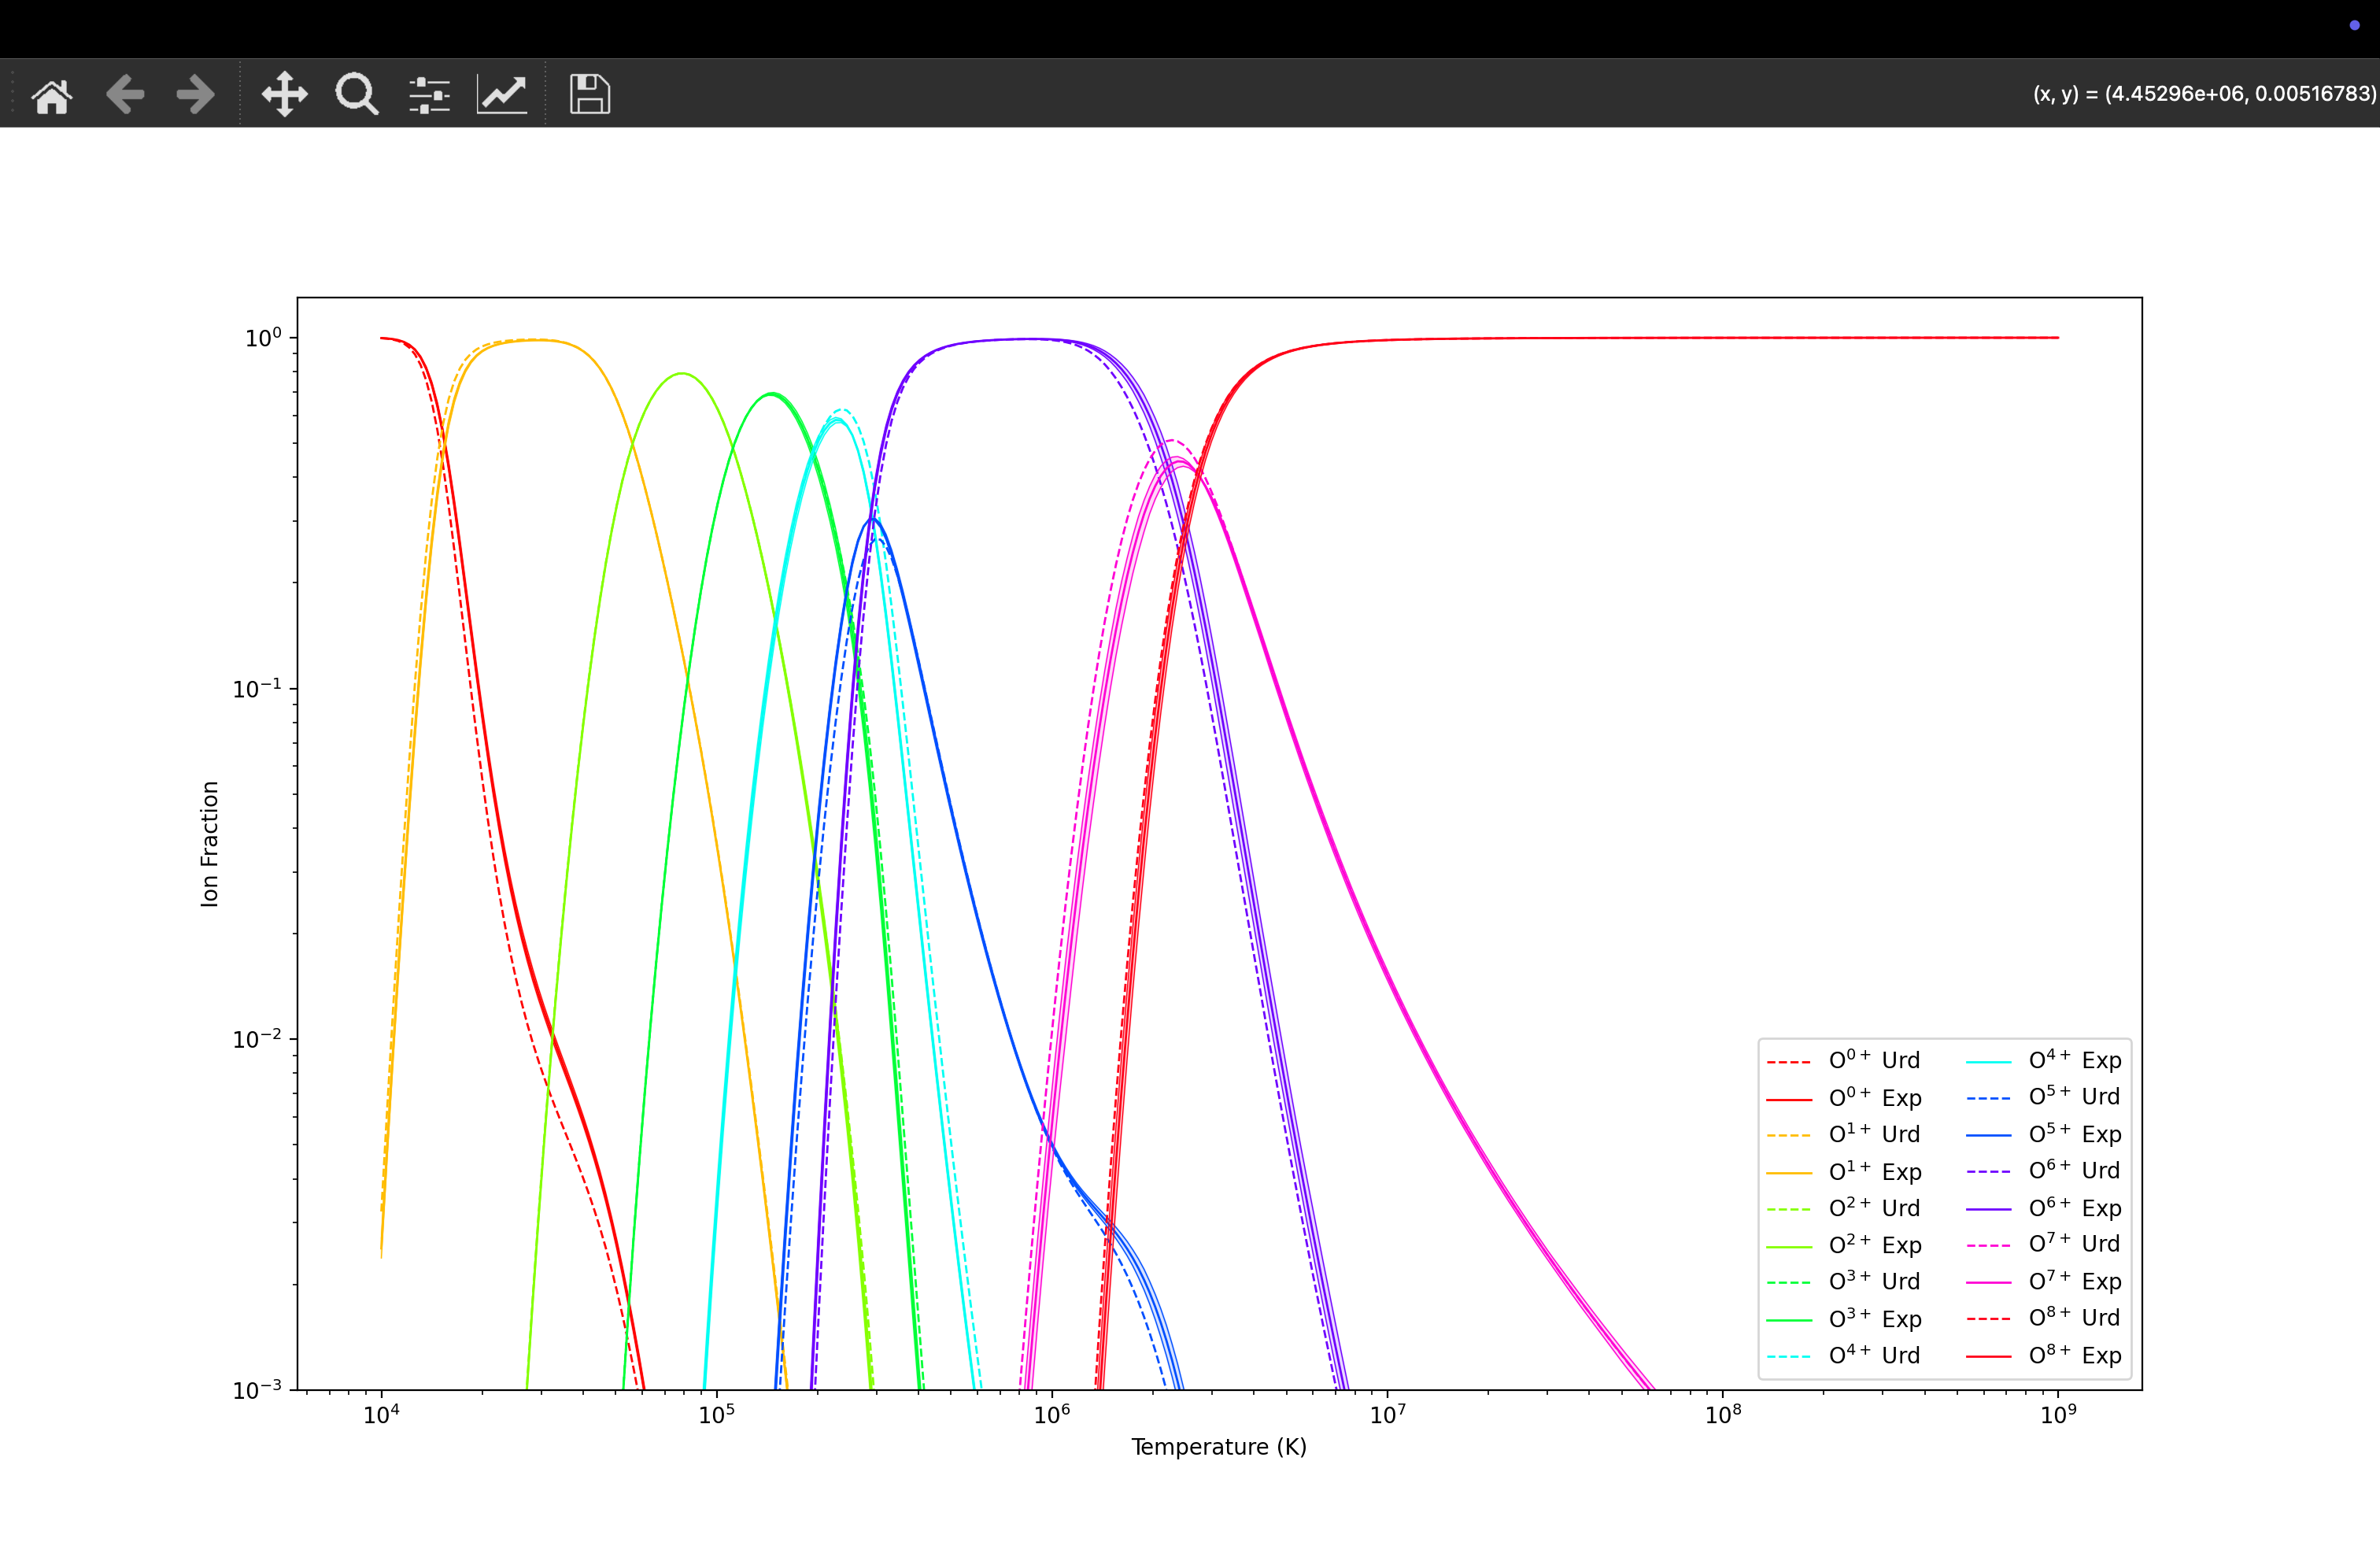 (x, y) = (4.45296e+06, 0.00516783)
10⁰
10⁻¹
10⁻²
10⁻³
Ion Fraction
10⁴
10⁵
10⁶
10⁷
10⁸
10⁹
Temperature (K)
O⁰⁺ Urd
O⁰⁺ Exp
O¹⁺ Urd
O¹⁺ Exp
O²⁺ Urd
O²⁺ Exp
O³⁺ Urd
O³⁺ Exp
O⁴⁺ Urd
O⁴⁺ Exp
O⁵⁺ Urd
O⁵⁺ Exp
O⁶⁺ Urd
O⁶⁺ Exp
O⁷⁺ Urd
O⁷⁺ Exp
O⁸⁺ Urd
O⁸⁺ Exp